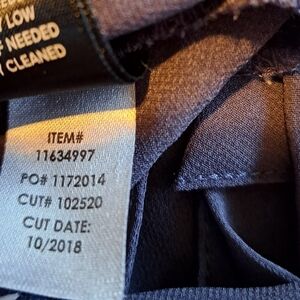 LOW
NEEDED
CLEANED
ITEM#
11634997
PO# 1172014
CUT# 102520
CUT DATE:
10/2018